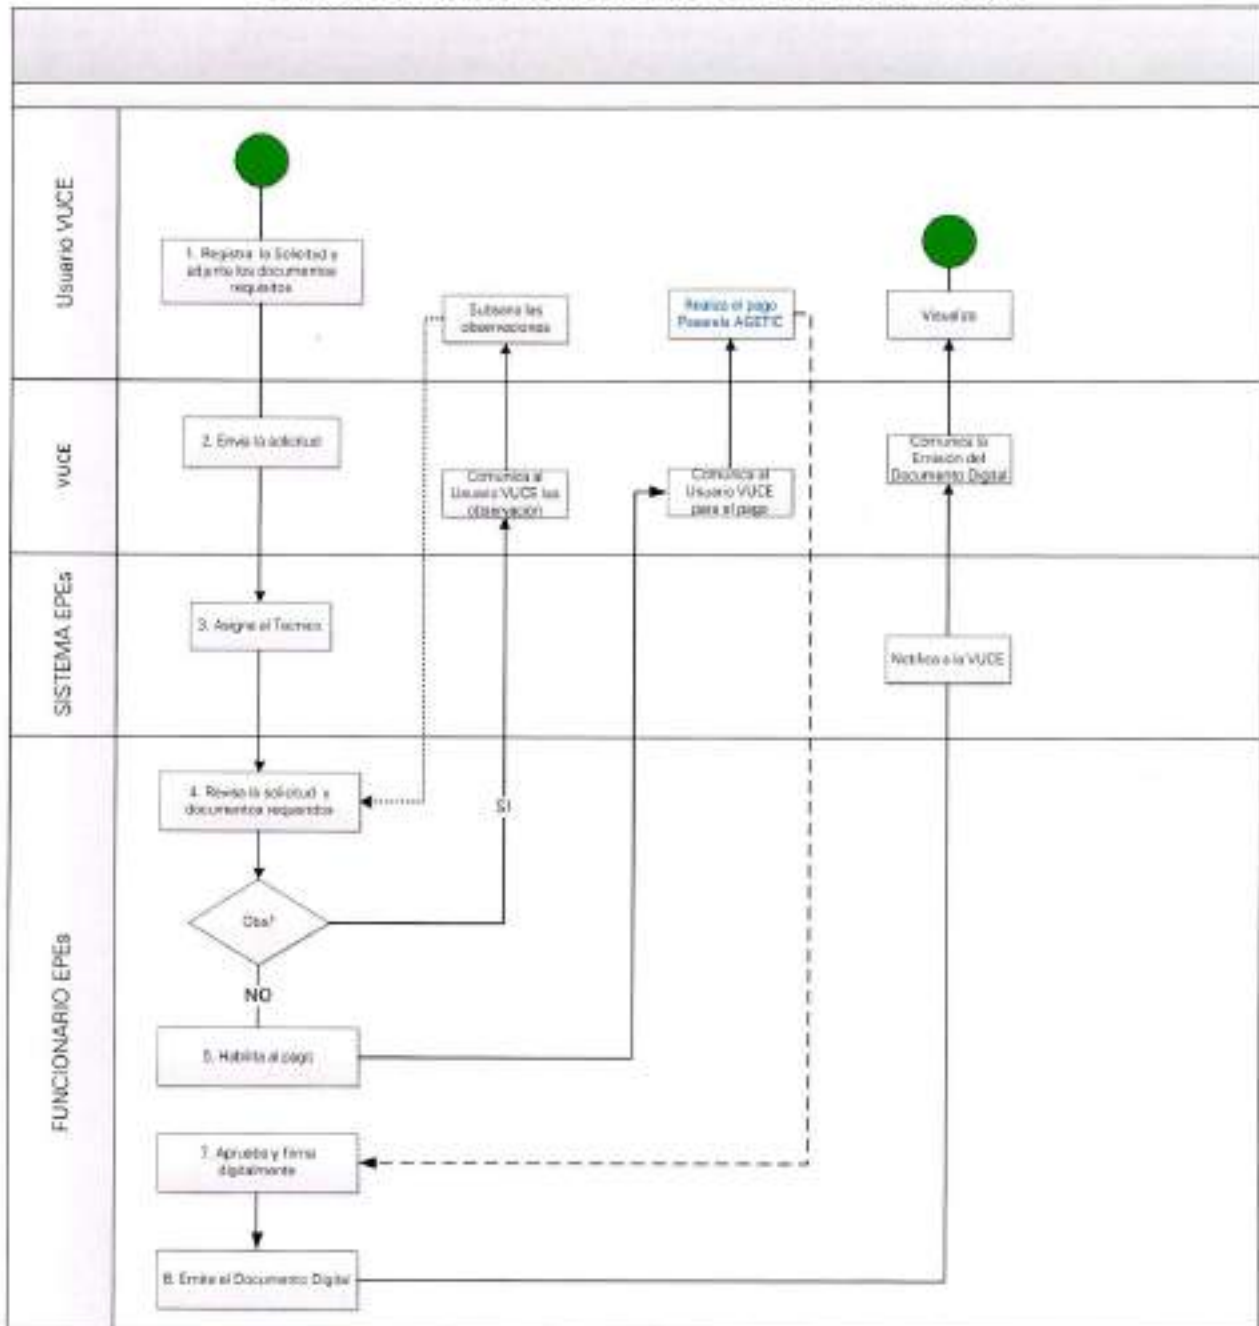 Usuario VUCE
1. Registra la Solicitud y
adjunta los documentos
requisitos
Subsana las
observaciones
Realiza el pago
Pasarela AGETIC
Visualiza
VUCE
2. Envia la solicitud
Comunica al
Usuario VUCE las
observación
Comunica al
Usuario VUCE
para el pago
Comunica la
Emisión del
Documento Digital
SISTEMA EPEs
3. Asigna al Tecnico
Notifica a la VUCE
FUNCIONARIO EPEs
4. Revisa la solicitud y
documentos requeridos
SI
Obs?
NO
5. Habilita al pago
7. Aprueba y firma
digitalmente
8. Emite el Documento Digital